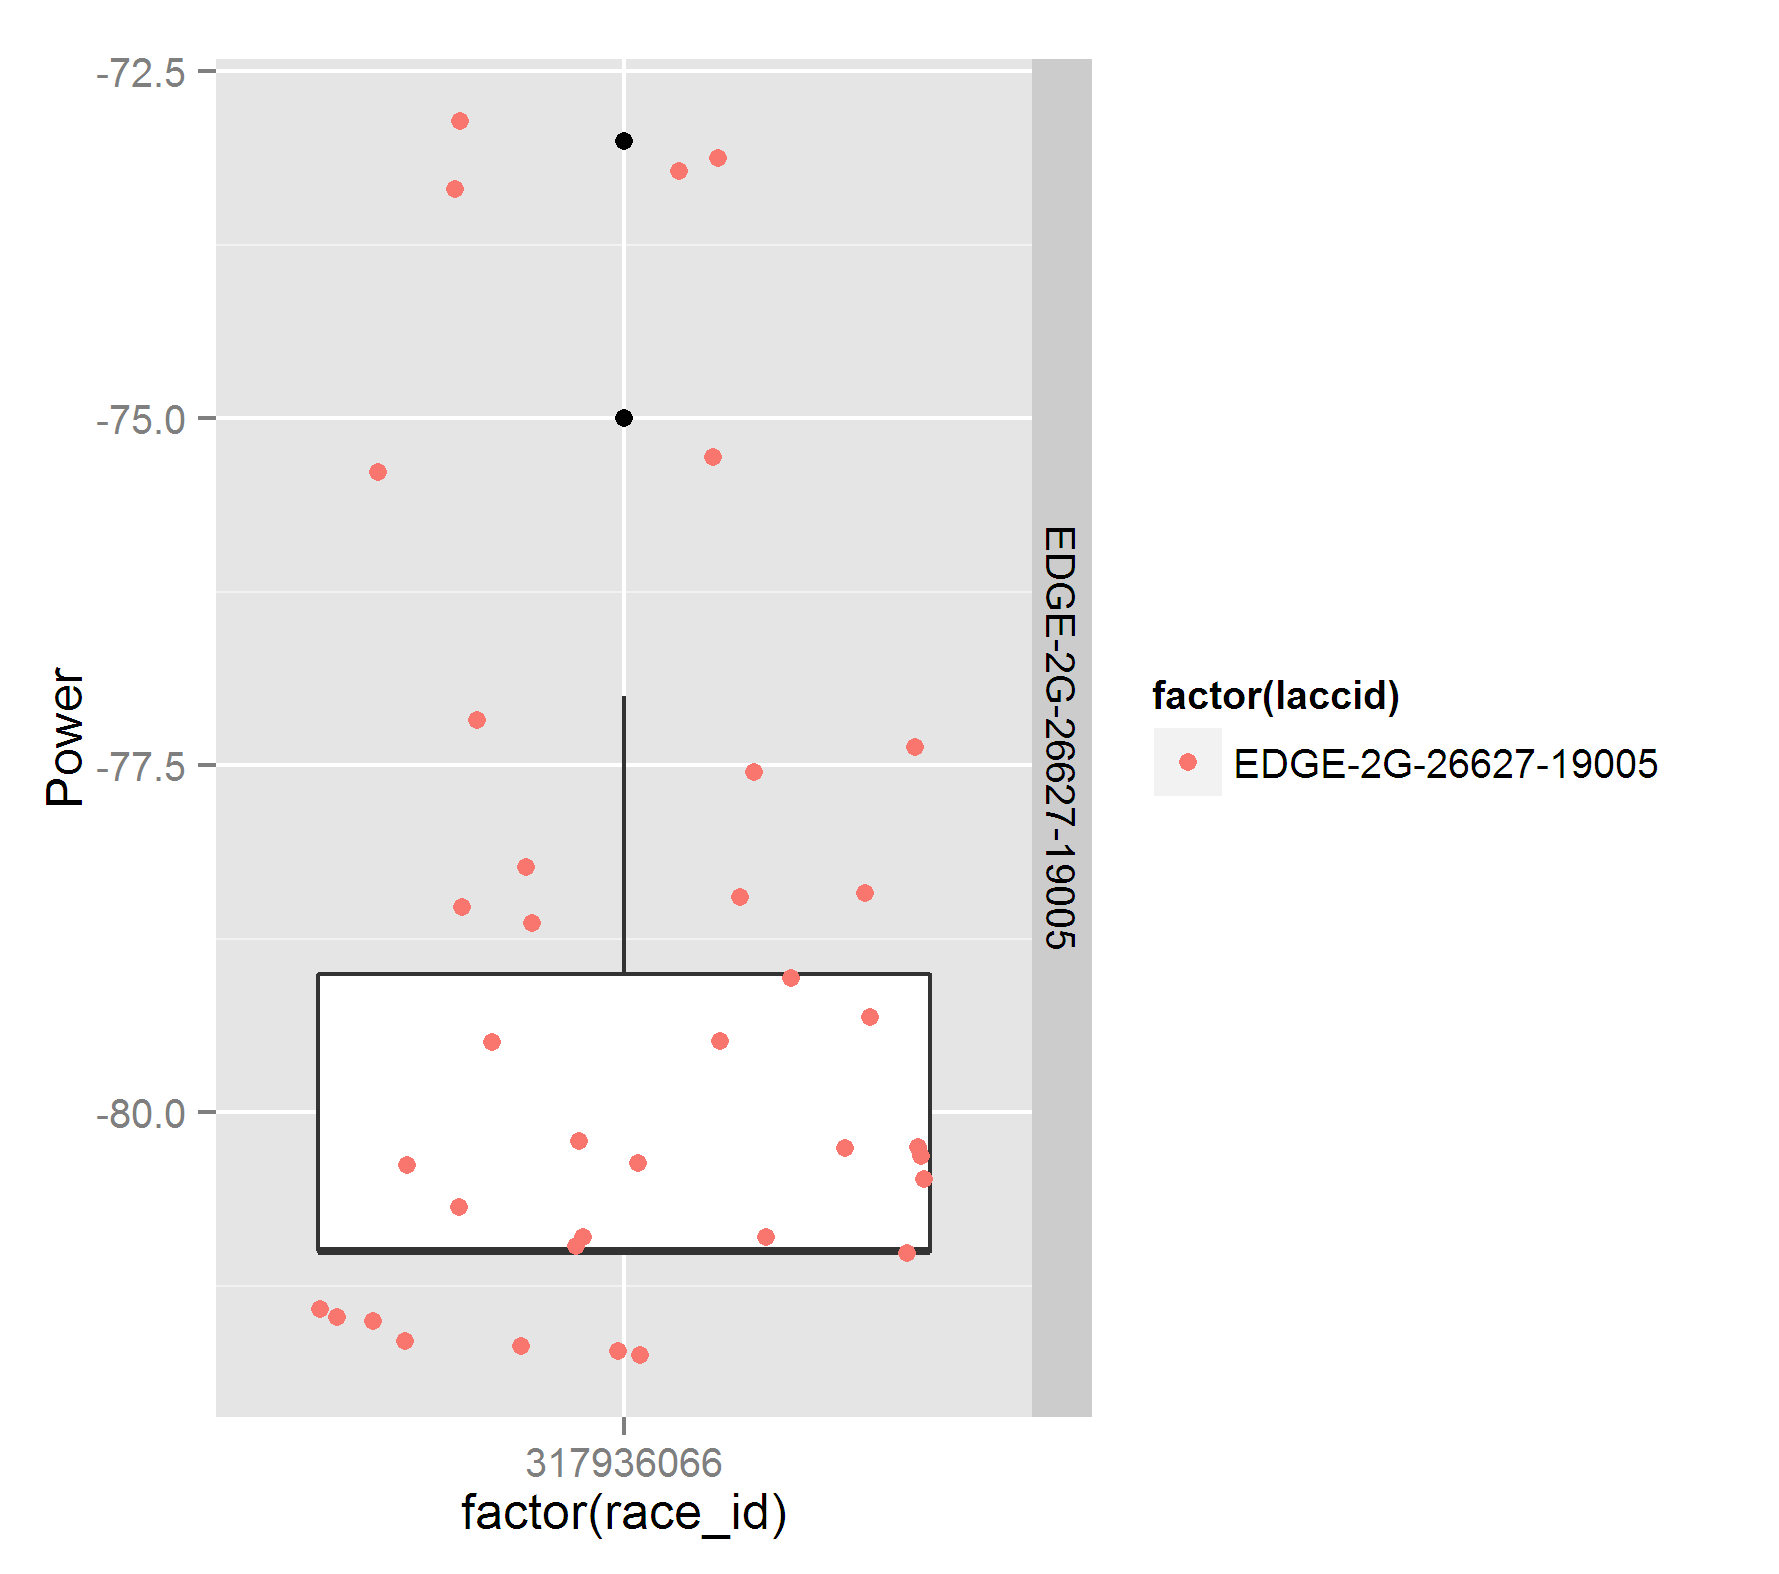 -72.5
-75.0
-77.5
-80.0
Power
317936066
factor(race_id)
EDGE-2G-26627-19005
factor(laccid)
EDGE-2G-26627-19005